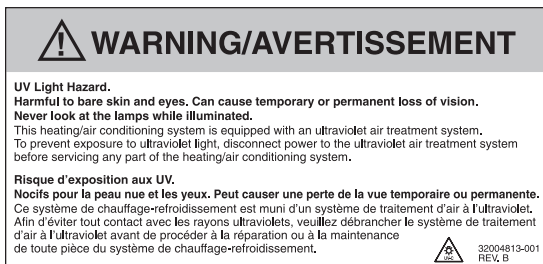 WARNING/AVERTISSEMENT
UV Light Hazard.
Harmful to bare skin and eyes. Can cause temporary or permanent loss of vision.
Never look at the lamps while illuminated.
This heating/air conditioning system is equipped with an ultraviolet air treatment system.
To prevent exposure to ultraviolet light, disconnect power to the ultraviolet air treatment system
before servicing any part of the heating/air conditioning system.
Risque d'exposition aux UV.
Nocifs pour la peau nue et les yeux. Peut causer une perte de la vue temporaire ou permanente.
Ce système de chauffage-refroidissement est muni d'un système de traitement d'air à l'ultraviolet.
Afin d'éviter tout contact avec les rayons ultraviolets, veuillez débrancher le système de traitement
d'air à l'ultraviolet avant de procéder à la réparation ou à la maintenance
de toute pièce du système de chauffage-refroidissement.
UV-C
32004813-001
REV. B